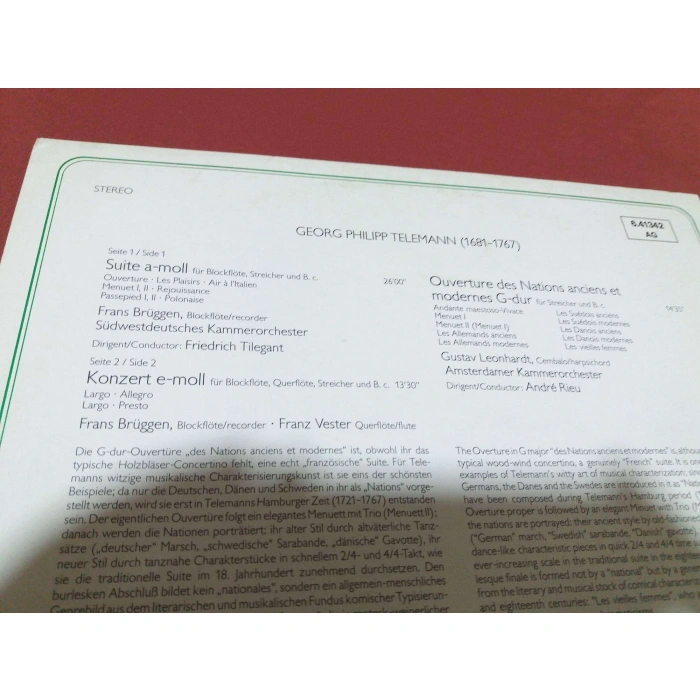 STEREO
6.41342
AG
GEORG PHILIPP TELEMANN (1681–1767)
Seite 1 / Side 1
Suite a-moll für Blockflöte, Streicher und B. c. 26'00"
Ouverture · Les Plaisirs · Air à l'Italien
Menuet I, II · Rejouissance
Passepied I, II · Polonaise
Frans Brüggen, Blockflöte/recorder
Südwestdeutsches Kammerorchester
Dirigent/Conductor: Friedrich Tilegant
Seite 2 / Side 2
Konzert e-moll für Blockflöte, Querflöte, Streicher und B. C. 13'30"
Largo · Allegro
Largo · Presto
Frans Brüggen, Blockflöte/recorder · Franz Vester Querflöte/flute
Ouverture des Nations anciens et
modernes G-dur für Streicher und B. c.
Andante maestoso-Vivace
Menuet I
Menuet II (Menuet I)
Les Allemands anciens
Les Allemands modernes
Les Suédois anciens
Les Suédois modernes
Les Danois anciens
Les Danois modernes
Les vieilles femmes
Gustav Leonhardt, Cembalo/harpsichord
Amsterdamer Kammerorchester
Dirigent/Conductor: André Rieu
Die G-dur-Ouvertüre „des Nations anciens et modernes" ist, obwohl ihr das
typische Holzbläser-Concertino fehlt, eine echt „französische" Suite. Für Tele-
manns witzige musikalische Charakterisierungskunst ist sie eins der schönsten
Beispiele; da nur die Deutschen, Dänen und Schweden in ihr als „Nations" vorge-
stellt werden, wird sie erst in Telemanns Hamburger Zeit (1721–1767) entstanden
sein. Der eigentlichen Ouvertüre folgt ein elegantes Menuett mit Trio (Menuett II);
danach werden die Nationen porträtiert: ihr alter Stil durch altväterliche Tanz-
sätze („deutscher" Marsch, „schwedische" Sarabande, „dänische" Gavotte), ihr
neuer Stil durch tanznahe Charakterstücke in schnellem 2/4- und 4/4-Takt, wie
sie die traditionelle Suite im 18. Jahrhundert zunehmend durchsetzen. Den
burlesken Abschluß bildet kein „nationales", sondern ein allgemein-menschliches
Genrebild aus dem literarischen und musikalischen Fundus komischer Typisierun-
The Overture in G major "des Nations anciens et modernes" is,
typical wood-wind concertino, a genuinely "French" suite. It is
examples of Telemann's witty art of musical characterization;
Germans, the Danes and the Swedes are introduced in it as
have been composed during Telemann's Hamburg period
Overture proper is followed by an elegant Minuet with Trio
the nations are portrayed: their ancient style by old-fashioned
("German" march, "Swedish" sarabande, "Danish"
dance-like characteristic pieces in quick 2/4 and 4/4
ever-increasing scale in the traditional suite in the
lesque finale is formed not by a "national" but by a
from the literary and musical stock of comical
and eighteenth centuries: "Les vieilles femmes", who